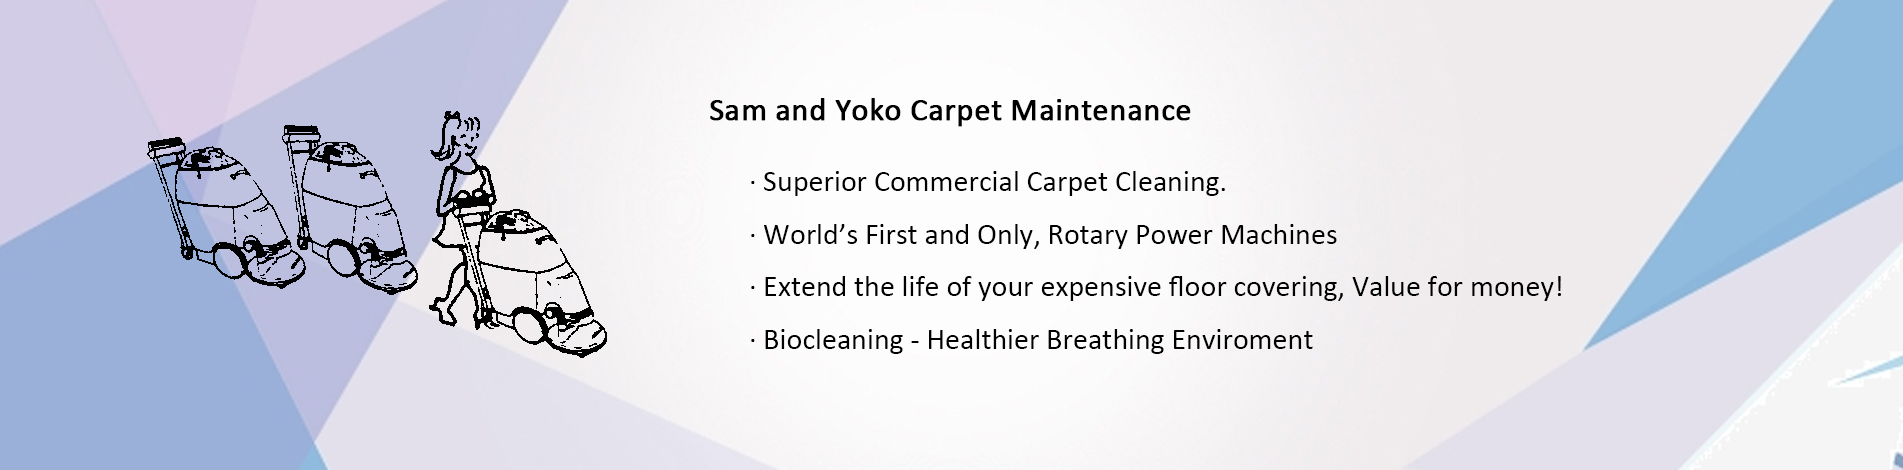 Sam and Yoko Carpet Maintenance
· Superior Commercial Carpet Cleaning.
· World’s First and Only, Rotary Power Machines
· Extend the life of your expensive floor covering, Value for money!
· Biocleaning - Healthier Breathing Enviroment